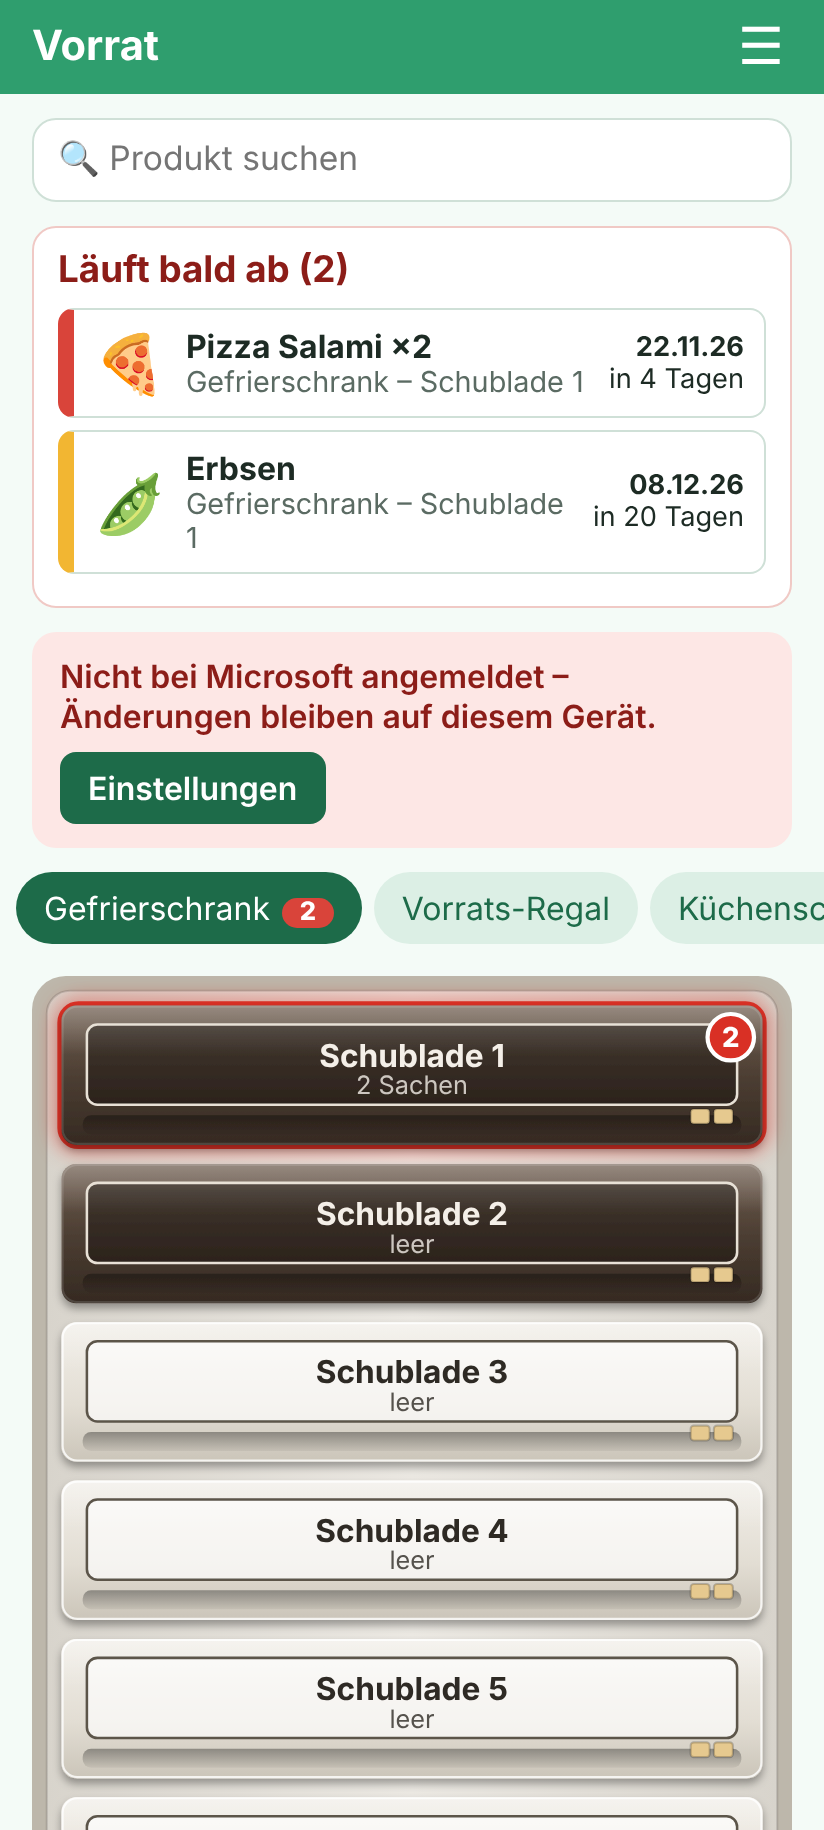 Vorrat
Produkt suchen
Läuft bald ab (2)
Pizza Salami ×2
Gefrierschrank – Schublade 1
22.11.26
in 4 Tagen
Erbsen
Gefrierschrank – Schublade
1
08.12.26
in 20 Tagen
Nicht bei Microsoft angemeldet –
Änderungen bleiben auf diesem Gerät.
Einstellungen
Gefrierschrank 2
Vorrats-Regal
Küchensc
Schublade 1
2 Sachen
2
Schublade 2
leer
Schublade 3
leer
Schublade 4
leer
Schublade 5
leer